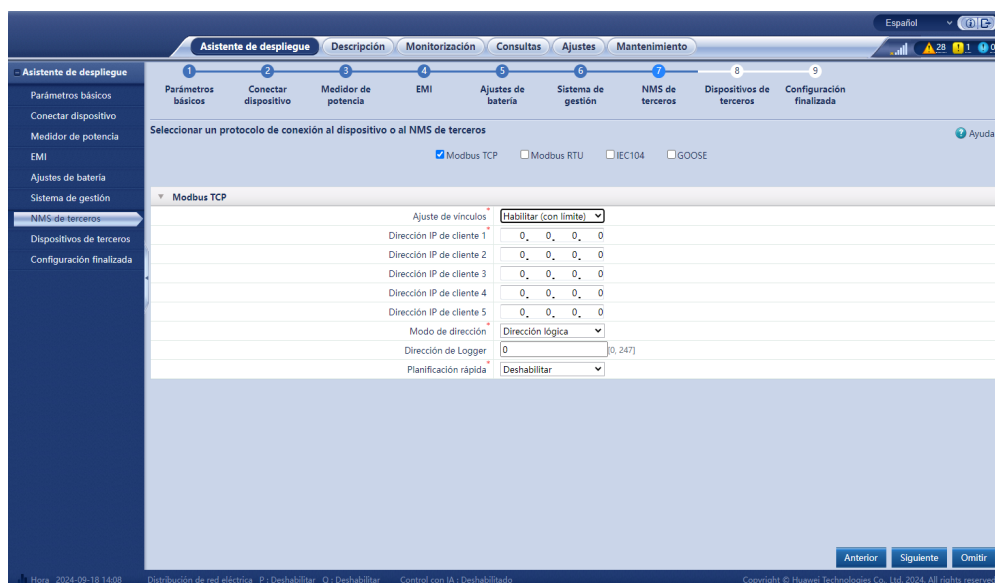 Español
Asistente de despliegue Descripción Monitorización Consultas Ajustes Mantenimiento
28 1 0
Asistente de despliegue
Parámetros básicos
Conectar dispositivo
Medidor de potencia
EMI
Ajustes de batería
Sistema de gestión
NMS de terceros
Dispositivos de terceros
Configuración finalizada
1 2 3 4 5 6 7 8 9
Parámetros básicos
Conectar dispositivo
Medidor de potencia
EMI
Ajustes de batería
Sistema de gestión
NMS de terceros
Dispositivos de terceros
Configuración finalizada
Seleccionar un protocolo de conexión al dispositivo o al NMS de terceros
? Ayuda
Modbus TCP Modbus RTU IEC104 GOOSE
Modbus TCP
Ajuste de vínculos * Habilitar (con límite)
Dirección IP de cliente 1 * 0. 0. 0. 0
Dirección IP de cliente 2 0. 0. 0. 0
Dirección IP de cliente 3 0. 0. 0. 0
Dirección IP de cliente 4 0. 0. 0. 0
Dirección IP de cliente 5 0. 0. 0. 0
Modo de dirección * Dirección lógica
Dirección de Logger 0 [0, 247]
Planificación rápida * Deshabilitar
Anterior Siguiente Omitir
Hora 2024-09-18 14:08 Distribución de red eléctrica P : Deshabilitar Q : Deshabilitar Control con IA : Deshabilitado Copyright © Huawei Technologies Co., Ltd. 2024. All rights reserved